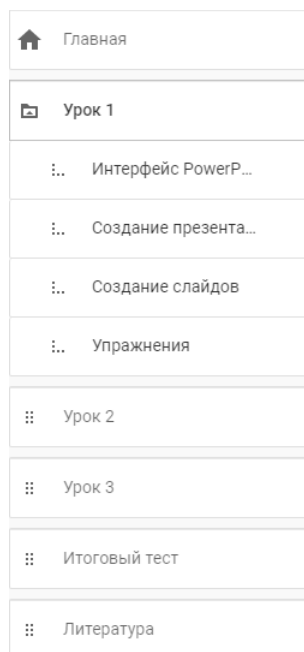 Главная
Урок 1
Интерфейс PowerP...
Создание презента...
Создание слайдов
Упражнения
Урок 2
Урок 3
Итоговый тест
Литература